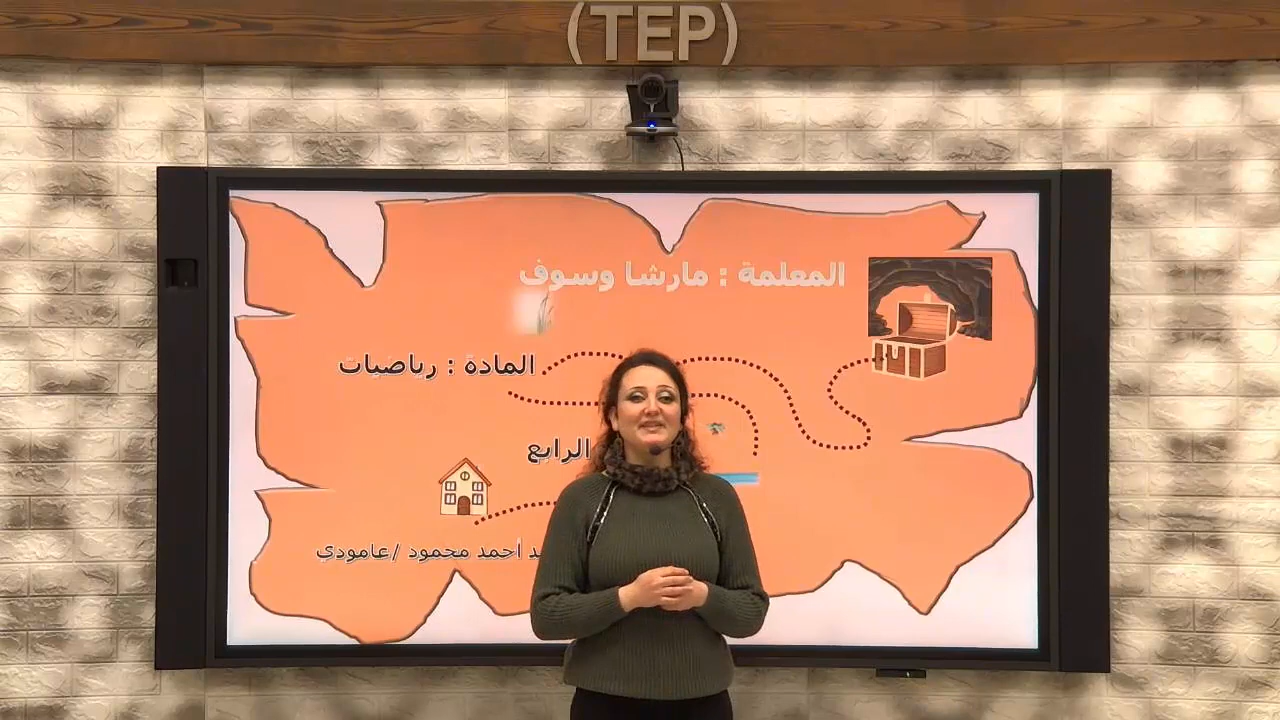 (TEP)
المعلمة : مارشا وسوف
المادة : رياضيات
الرابع
أحمد محمود /عامودي